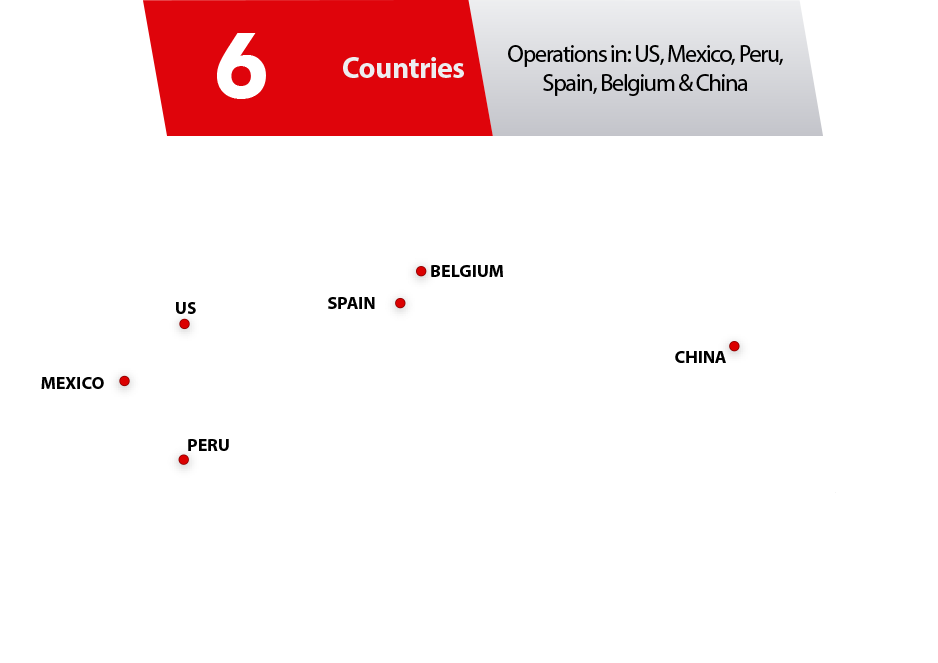 6
Countries
Operations in: US, Mexico, Peru,
Spain, Belgium & China
BELGIUM
SPAIN
US
CHINA
MEXICO
PERU